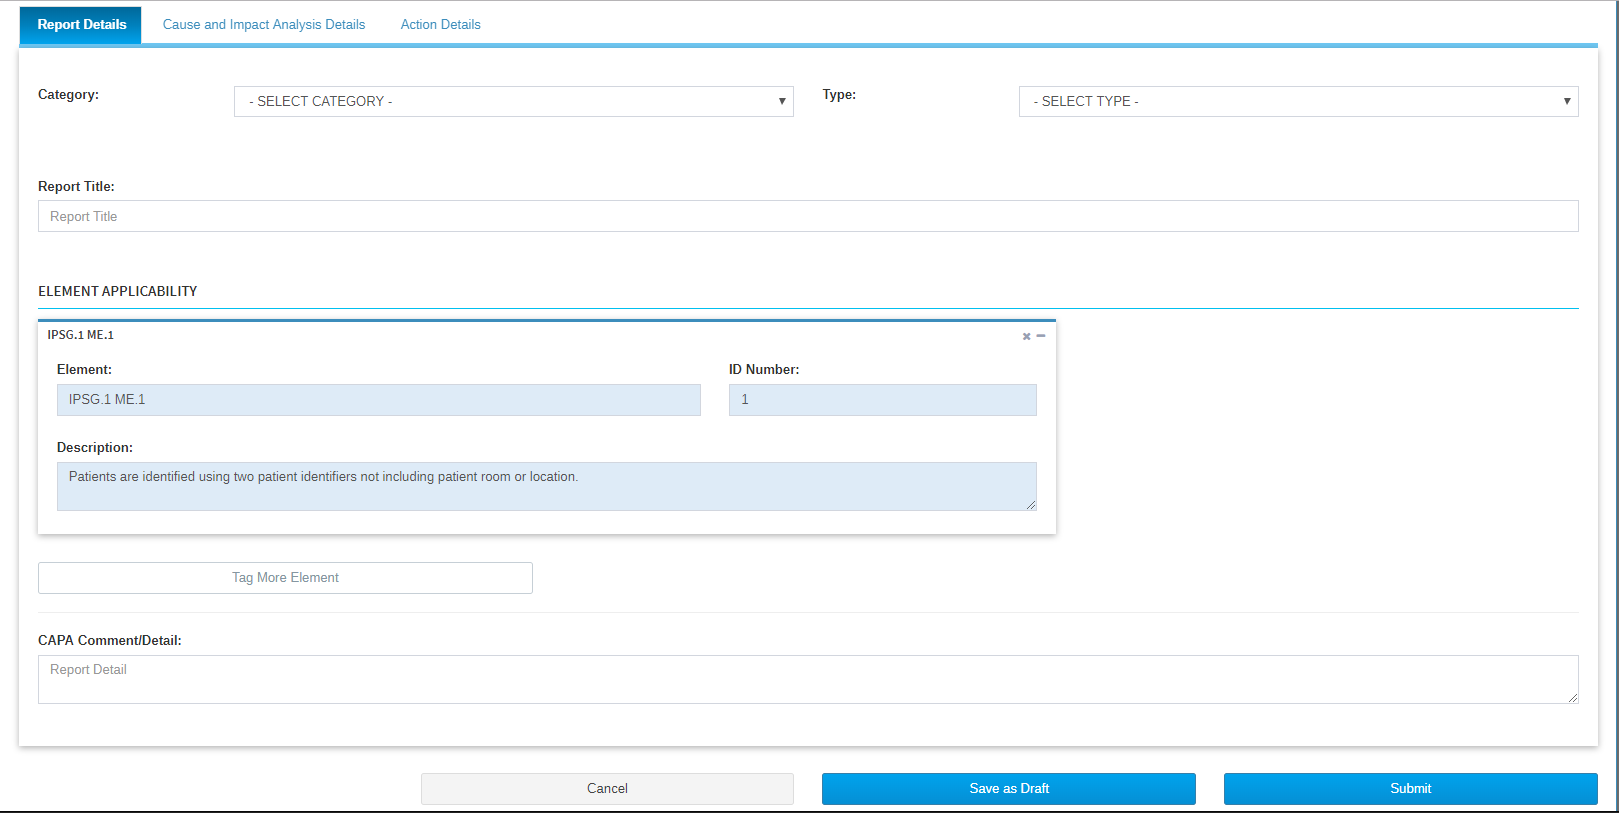 Report Details
Cause and Impact Analysis Details
Action Details
Category:
- SELECT CATEGORY -
Type:
- SELECT TYPE -
Report Title:
Report Title
ELEMENT APPLICABILITY
IPSG.1 ME.1
Element:
ID Number:
IPSG.1 ME.1
1
Description:
Patients are identified using two patient identifiers not including patient room or location.
Tag More Element
CAPA Comment/Detail:
Report Detail
Cancel
Save as Draft
Submit